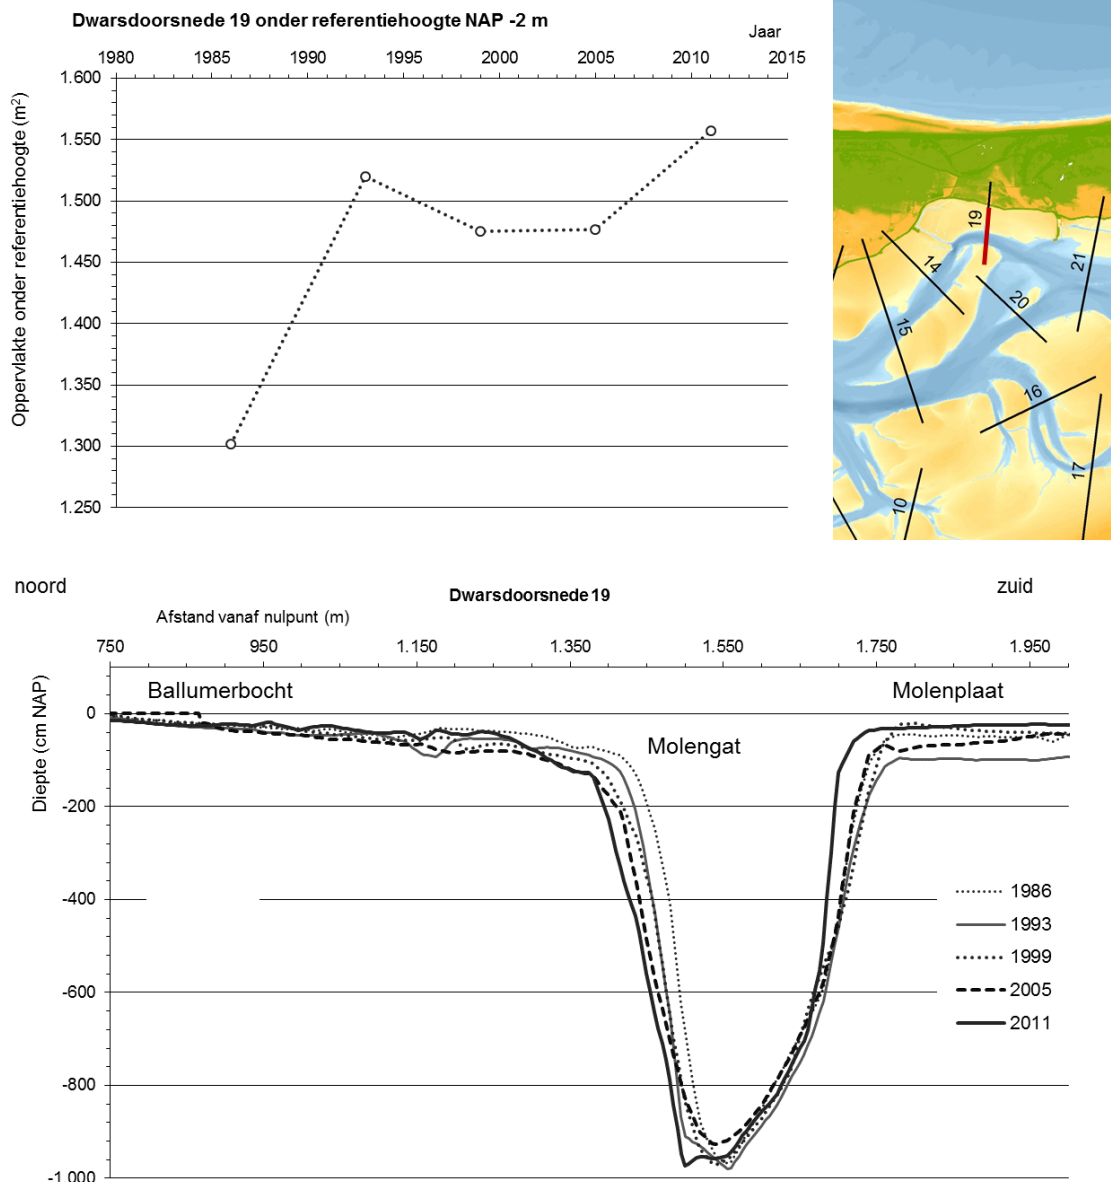 Dwarsdoorsnede 19 onder referentiehoogte NAP -2 m
Jaar
1980 1985 1990 1995 2000 2005 2010 2015
Oppervlakte onder referentiehoogte (m²)
1.600
1.550
1.500
1.450
1.400
1.350
1.300
1.250
19
14
21
20
15
16
17
10
noord
zuid
Dwarsdoorsnede 19
Afstand vanaf nulpunt (m)
750 950 1.150 1.350 1.550 1.750 1.950
Ballumerbocht
Molenplaat
Molengat
Diepte (cm NAP)
0
-200
-400
-600
-800
-1.000
1986
1993
1999
2005
2011